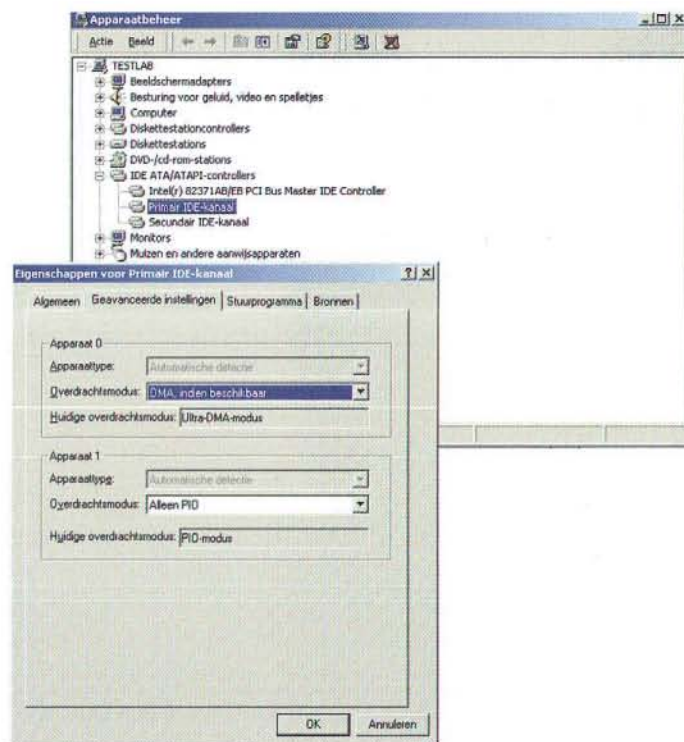 Apparaatbeheer
Actie Beeld
TESTLAB
Beeldschermadapters
Besturing voor geluid, video en spelletjes
Computer
Diskettestationcontrollers
Diskettestations
DVD-/cd-rom-stations
IDE ATA/ATAPI-controllers
Intel(r) 82371AB/EB PCI Bus Master IDE Controller
Primair IDE-kanaal
Secundair IDE-kanaal
Monitors
Muizen en andere aanwijsapparaten
Eigenschappen voor Primair IDE-kanaal
Algemeen Geavanceerde instellingen Stuurprogramma Bronnen
Apparaat 0
Apparaattype: Automatische detectie
Overdrachtsmodus: DMA, indien beschikbaar
Huidige overdrachtsmodus: Ultra-DMA-modus
Apparaat 1
Apparaattype: Automatische detectie
Overdrachtsmodus: Alleen PIO
Huidige overdrachtsmodus: PIO-modus
OK Annuleren